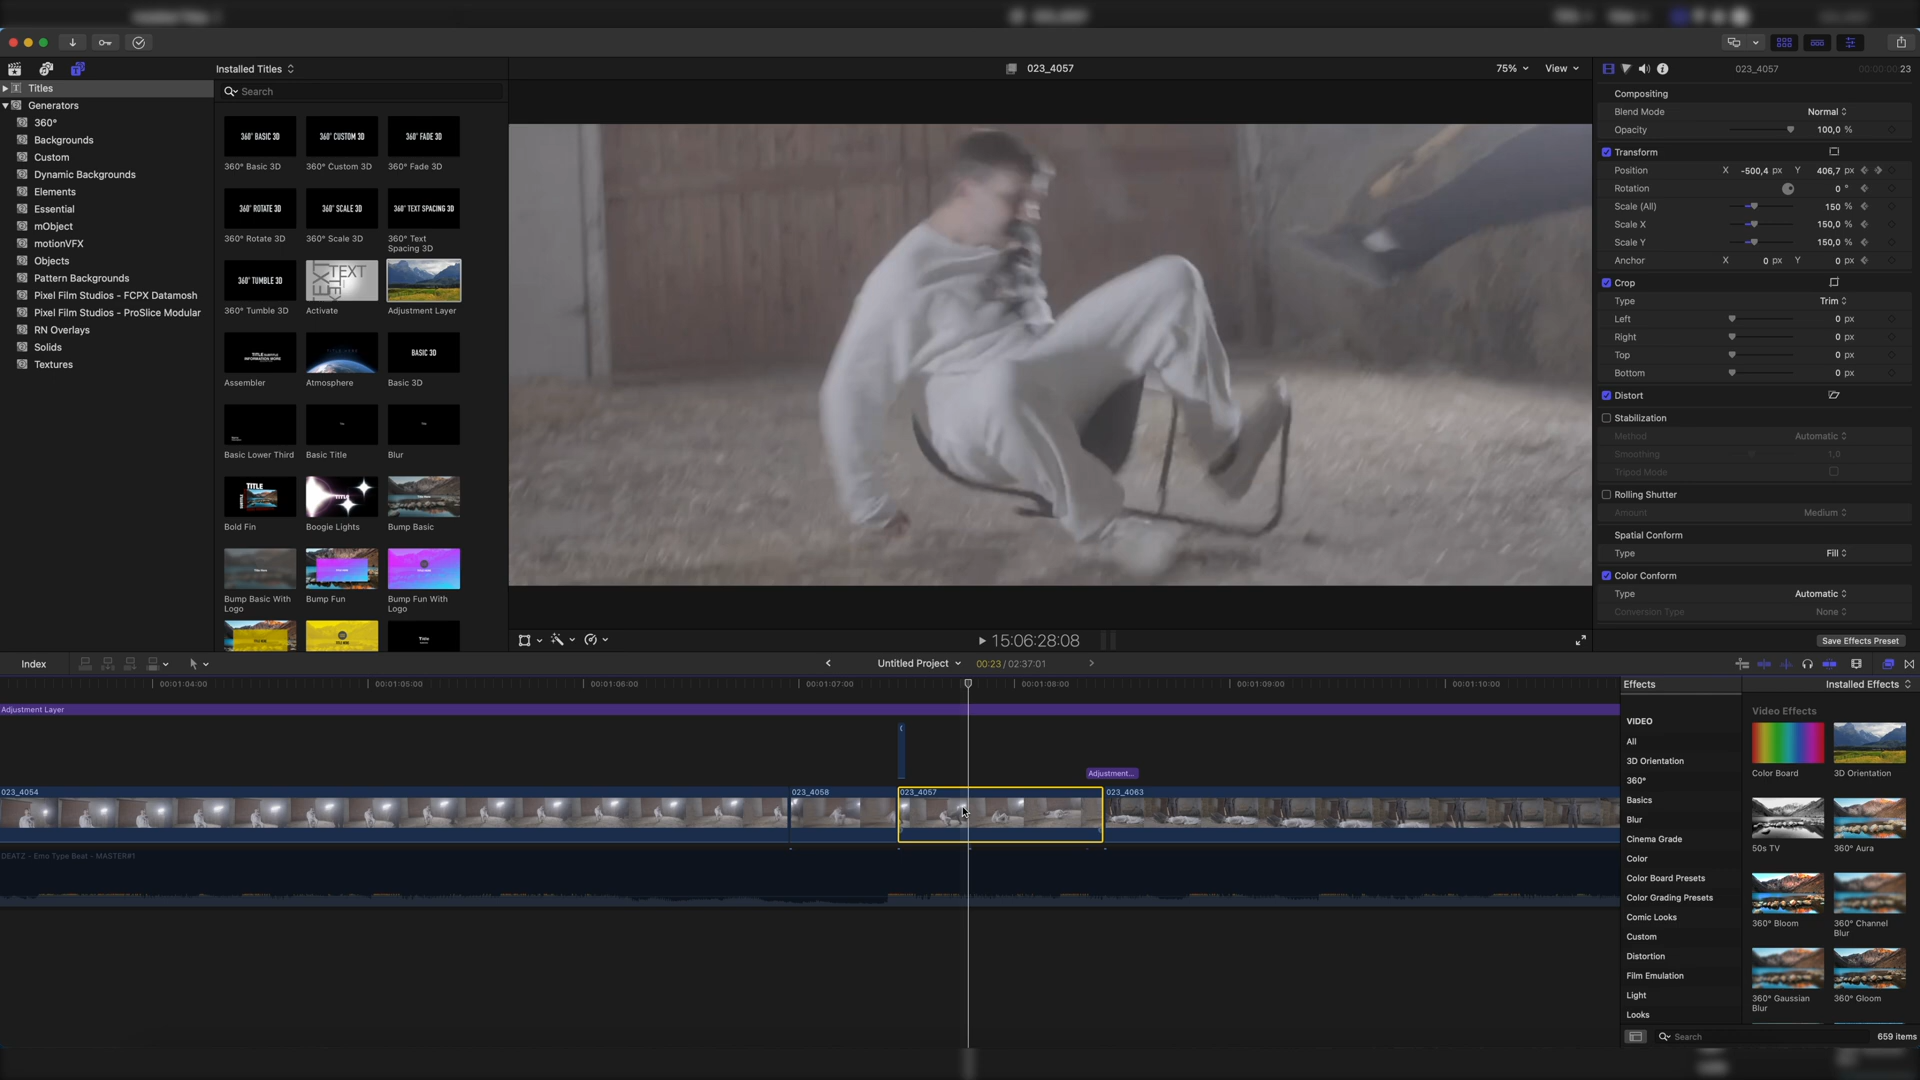 Installed Titles
023_4057
75%
View
023_4057
00:00:00:00 23
Titles
Generators
360°
Backgrounds
Custom
Dynamic Backgrounds
Elements
Essential
mObject
motionVFX
Objects
Pattern Backgrounds
Pixel Film Studios - FCPX Datamosh
Pixel Film Studios - ProSlice Modular
RN Overlays
Solids
Textures
Search
360° BASIC 3D
360° CUSTOM 3D
360° FADE 3D
360° Basic 3D
360° Custom 3D
360° Fade 3D
360° ROTATE 3D
360° SCALE 3D
360° TEXT SPACING 3D
360° Rotate 3D
360° Scale 3D
360° Text
Spacing 3D
360° TUMBLE 3D
TEXT
360° Tumble 3D
Activate
Adjustment Layer
BASIC 3D
Assembler
Atmosphere
Basic 3D
Basic Lower Third
Basic Title
Blur
TITLE
Bold Fin
Boogie Lights
Bump Basic
Bump Basic With
Logo
Bump Fun
Bump Fun With
Logo
Title
Compositing
Blend Mode
Normal
Opacity
100,0 %
Transform
Position
X -500,4 px Y 406,7 px
Rotation
0 °
Scale (All)
150 %
Scale X
150,0 %
Scale Y
150,0 %
Anchor
X 0 px Y 0 px
Crop
Type
Trim
Left
0 px
Right
0 px
Top
0 px
Bottom
0 px
Distort
Stabilization
Method
Automatic
Smoothing
1,0
Tripod Mode
Rolling Shutter
Amount
Medium
Spatial Conform
Type
Fill
Color Conform
Type
Automatic
Conversion Type
None
Save Effects Preset
15:06:28:08
Index
Untitled Project
00:23 / 02:37:01
00:01:04:00
00:01:05:00
00:01:06:00
00:01:07:00
00:01:08:00
00:01:09:00
00:01:10:00
Adjustment Layer
Adjustment...
023_4054
023_4058
023_4057
023_4063
DEATZ - Emo Type Beat - MASTER#1
Effects
Installed Effects
VIDEO
All
3D Orientation
360°
Basics
Blur
Cinema Grade
Color
Color Board Presets
Color Grading Presets
Comic Looks
Custom
Distortion
Film Emulation
Light
Looks
Video Effects
Color Board
3D Orientation
50s TV
360° Aura
360° Bloom
360° Channel
Blur
360° Gaussian
Blur
360° Gloom
Search
659 items